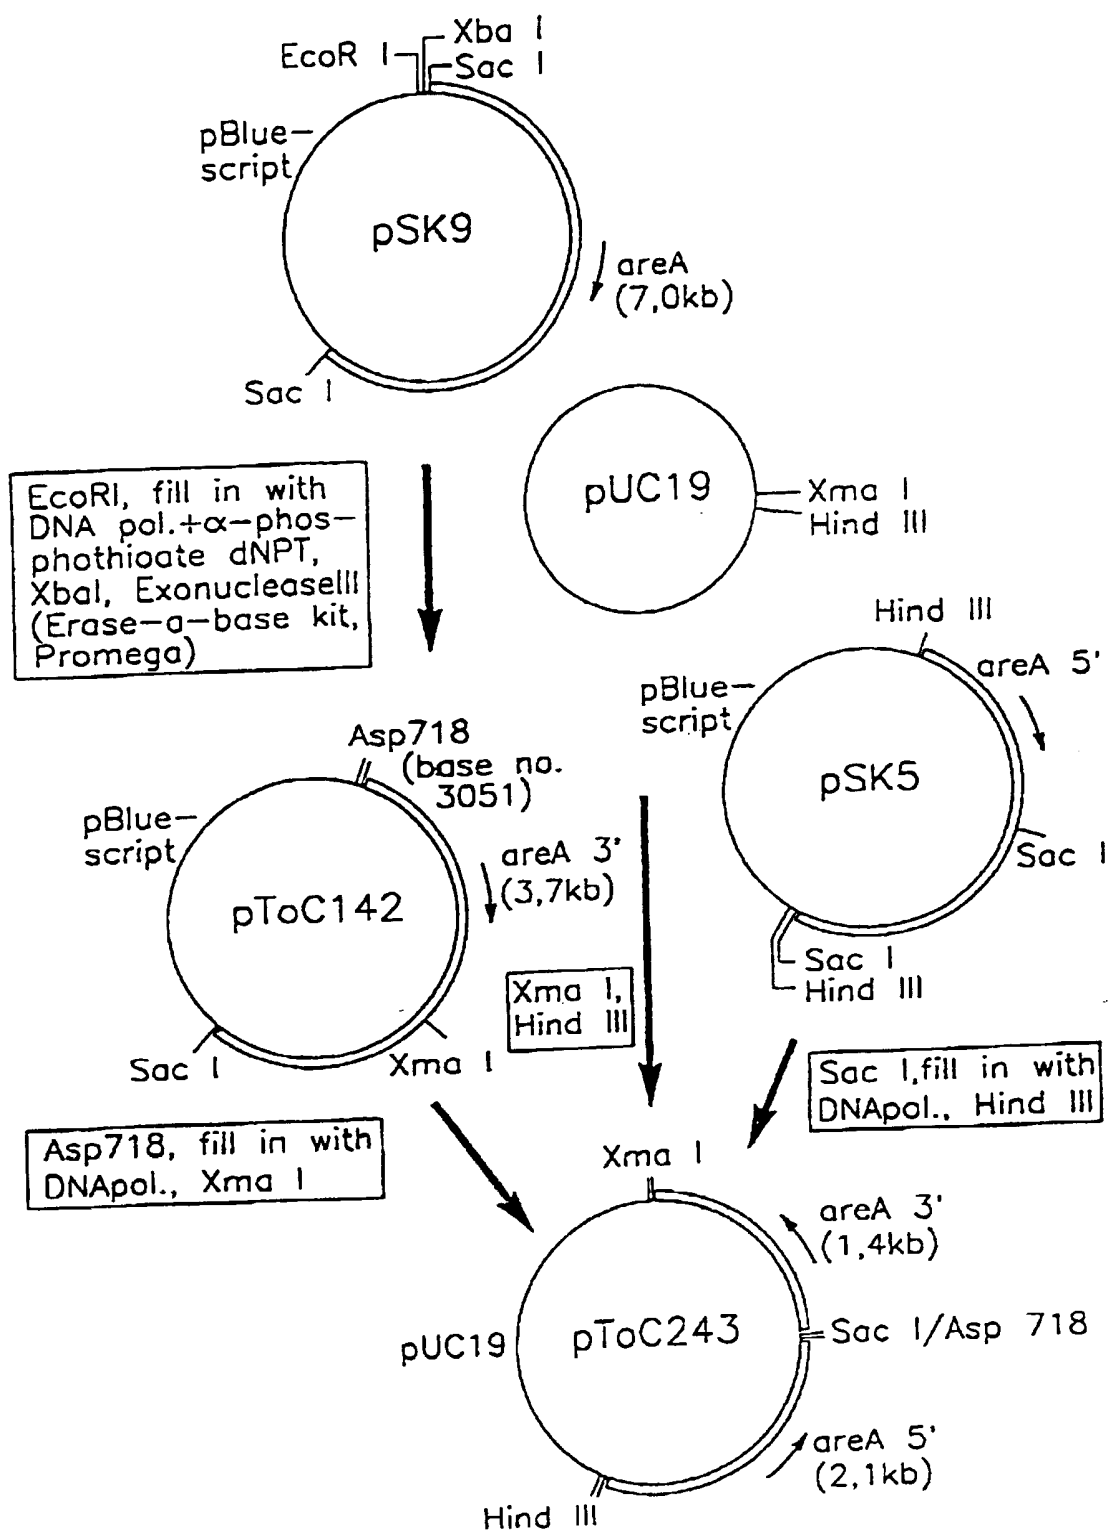 Xba I
EcoR I
Sac I
pBlue-
script
pSK9
areA
(7,0kb)
Sac I
pUC19
Xma I
Hind III
EcoRI, fill in with
DNA pol.+α-phos-
phothioate dNPT,
XbaI, ExonucleaseIII
(Erase-a-base kit,
Promega)
Hind III
areA 5'
pBlue-
script
pSK5
Sac I
Sac I
Hind III
Asp718
(base no.
3051)
pBlue-
script
areA 3'
(3,7kb)
pToC142
Sac I
Xma I
Xma I,
Hind III
Sac I,fill in with
DNApol., Hind III
Asp718, fill in with
DNApol., Xma I
Xma I
areA 3'
(1,4kb)
pUC19
pToC243
Sac I/Asp 718
areA 5'
(2,1kb)
Hind III